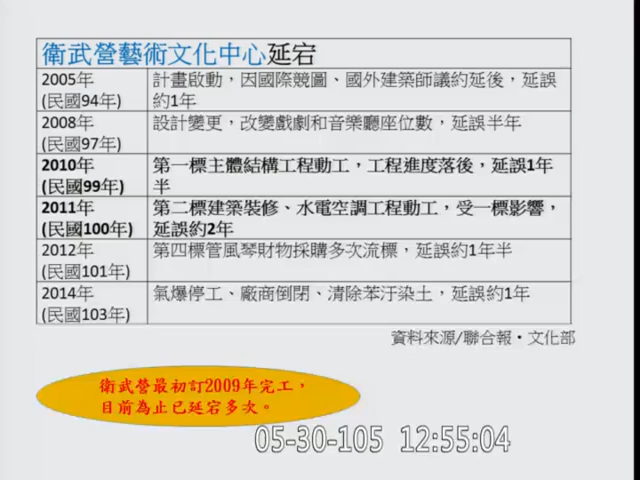 衛武營藝術文化中心延宕
2005年
(民國94年)
計畫啟動，因國際競圖、國外建築師議約延後，延誤
約1年
2008年
(民國97年)
設計變更，改變戲劇和音樂廳座位數，延誤半年
2010年
(民國99年)
第一標主體結構工程動工，工程進度落後，延誤1年
半
2011年
(民國100年)
第二標建築裝修、水電空調工程動工，受一標影響，
延誤約2年
2012年
(民國101年)
第四標管風琴財物採購多次流標，延誤約1年半
2014年
(民國103年)
氣爆停工、廠商倒閉、清除苯汙染土，延誤約1年
資料來源/聯合報‧文化部
衛武營最初訂2009年完工，
目前為止已延宕多次。
05-30-105 12:55:04